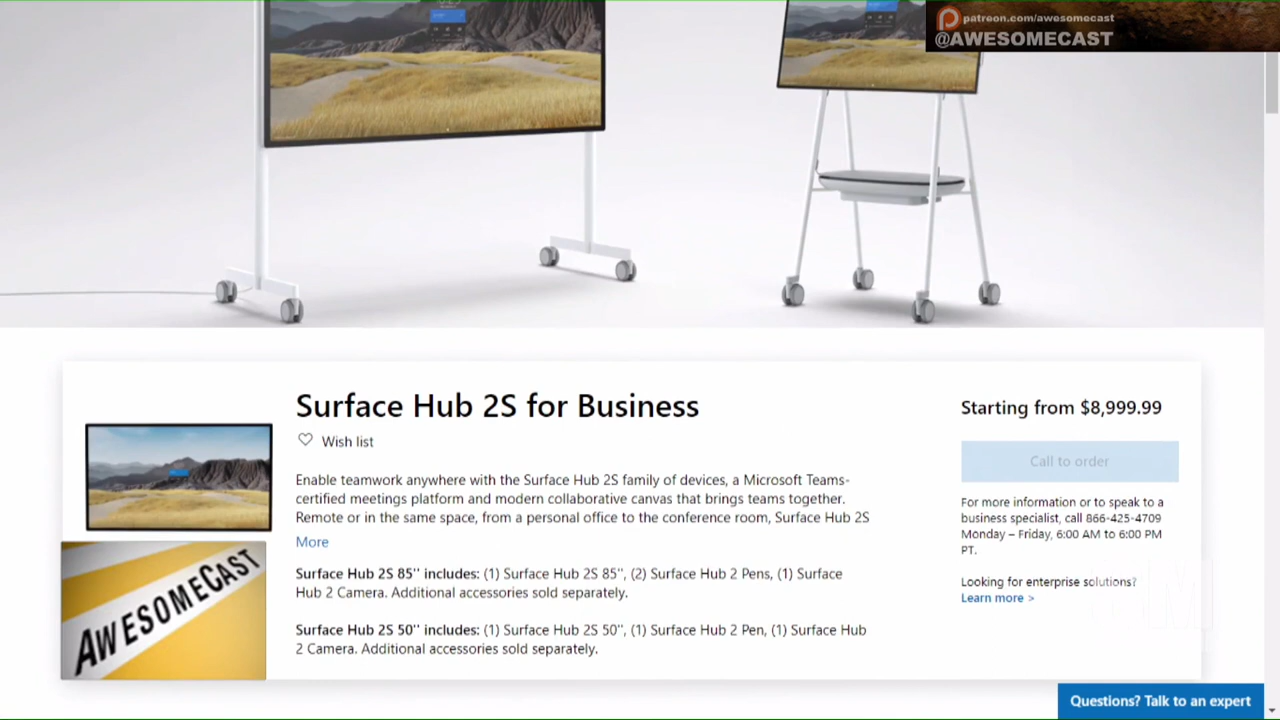 patreon.com/awesomecast
@AWESOMECAST
Surface Hub 2S for Business
Wish list
Enable teamwork anywhere with the Surface Hub 2S family of devices, a Microsoft Teams-
certified meetings platform and modern collaborative canvas that brings teams together.
Remote or in the same space, from a personal office to the conference room, Surface Hub 2S
More
Surface Hub 2S 85'' includes: (1) Surface Hub 2S 85'', (2) Surface Hub 2 Pens, (1) Surface
Hub 2 Camera. Additional accessories sold separately.
Surface Hub 2S 50'' includes: (1) Surface Hub 2S 50'', (1) Surface Hub 2 Pen, (1) Surface Hub
2 Camera. Additional accessories sold separately.
Starting from $8,999.99
Call to order
For more information or to speak to a
business specialist, call 866-425-4709
Monday – Friday, 6:00 AM to 6:00 PM
PT.
Looking for enterprise solutions?
Learn more >
AWESOMECAST
Questions? Talk to an expert